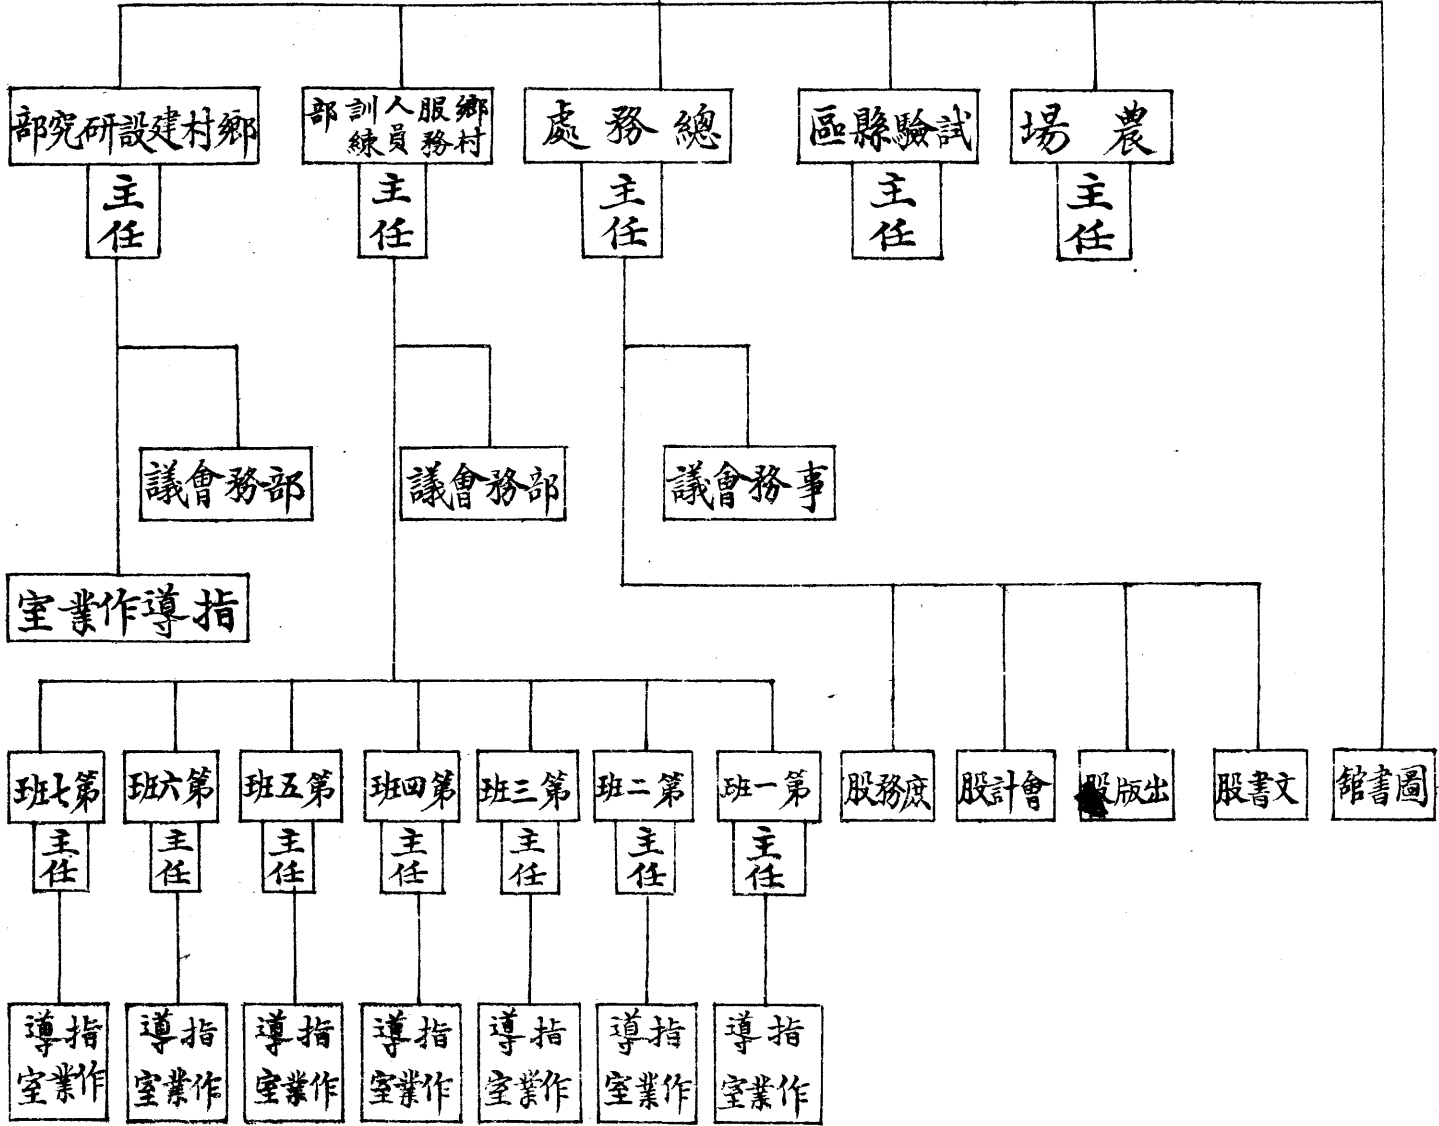 農場
主任
試驗縣區
主任
總務處
主任
鄉村服務人員訓練部
主任
鄉村建設研究部
主任
事務會議
部務會議
部務會議
指導作業室
圖書館
文書股
出版股
會計股
庶務股
第一班
主任
第二班
主任
第三班
主任
第四班
主任
第五班
主任
第六班
主任
第七班
主任
指導
作業室
指導
作業室
指導
作業室
指導
作業室
指導
作業室
指導
作業室
指導
作業室